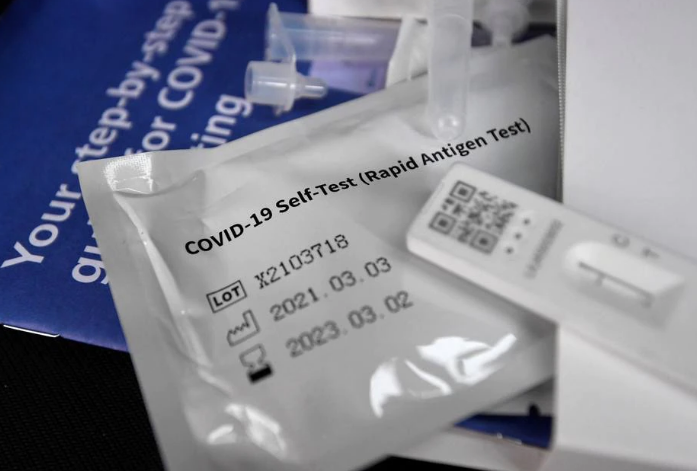 Your step-by-step
for COVID-1
COVID-19 Self-Test (Rapid Antigen Test)
LOT X2103718
2021.03.03
2023.03.02
C
T